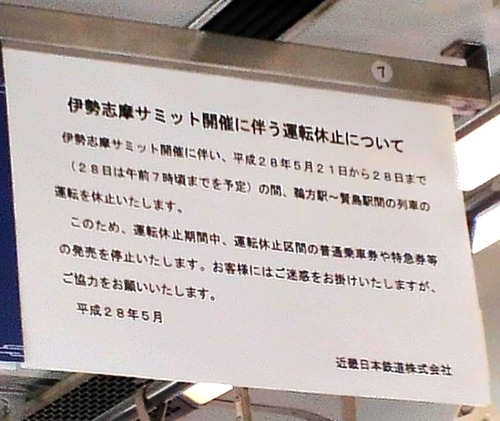 7
伊勢志摩サミット開催に伴う運転休止について
伊勢志摩サミット開催に伴い、平成28年5月21日から28日まで
(28日は午前7時頃までを予定)の間、鵜方駅~賢島駅間の列車の
運転を休止いたします。
このため、運転休止期間中、運転休止区間の普通乗車券や特急券等
の発売を停止いたします。お客様にはご迷惑をお掛けいたしますが、
ご協力をお願いいたします。
平成28年5月
近畿日本鉄道株式会社